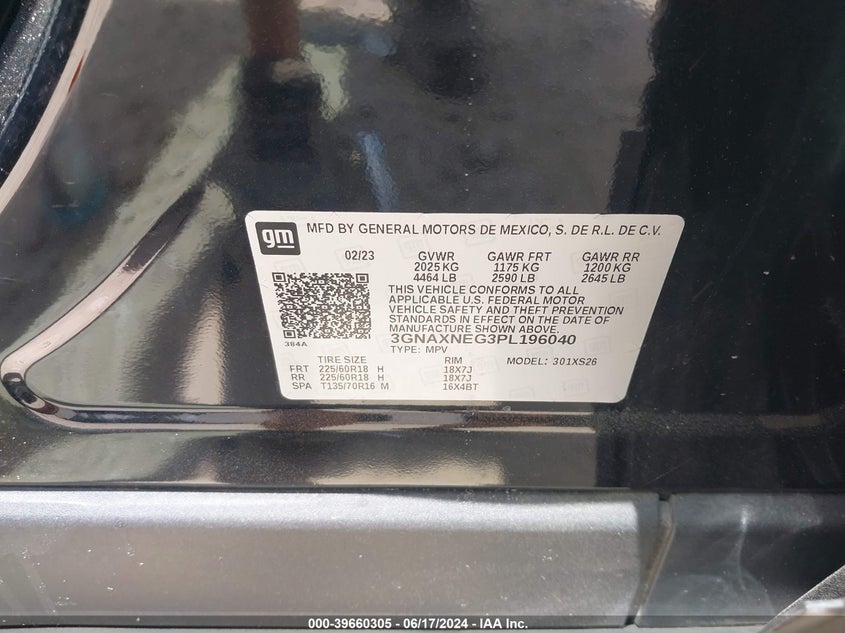 gm MFD BY GENERAL MOTORS DE MEXICO, S. DE R.L. DE C.V.
02/23 GVWR GAWR FRT GAWR RR
2025 KG 1175 KG 1200 KG
4464 LB 2590 LB 2645 LB
THIS VEHICLE CONFORMS TO ALL
APPLICABLE U.S. FEDERAL MOTOR
VEHICLE SAFETY AND THEFT PREVENTION
STANDARDS IN EFFECT ON THE DATE OF
MANUFACTURE SHOWN ABOVE.
384A 3GNAXNEG3PL196040
TYPE: MPV
TIRE SIZE RIM MODEL: 301XS26
FRT 225/60R18 H 18X7J
RR 225/60R18 H 18X7J
SPA T135/70R16 M 16X4BT
000-39660305 - 06/17/2024 - IAA Inc.